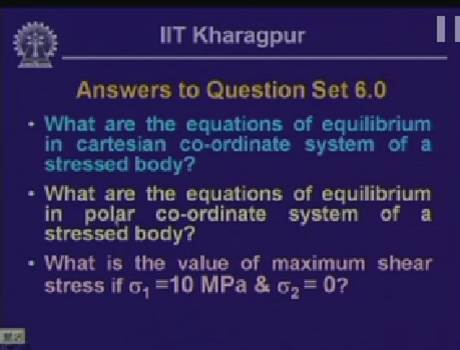 IIT Kharagpur
Answers to Question Set 6.0
• What are the equations of equilibrium
in cartesian co-ordinate system of a
stressed body?
• What are the equations of equilibrium
in polar co-ordinate system of a
stressed body?
• What is the value of maximum shear
stress if σ₁ =10 MPa & σ₂ = 0?